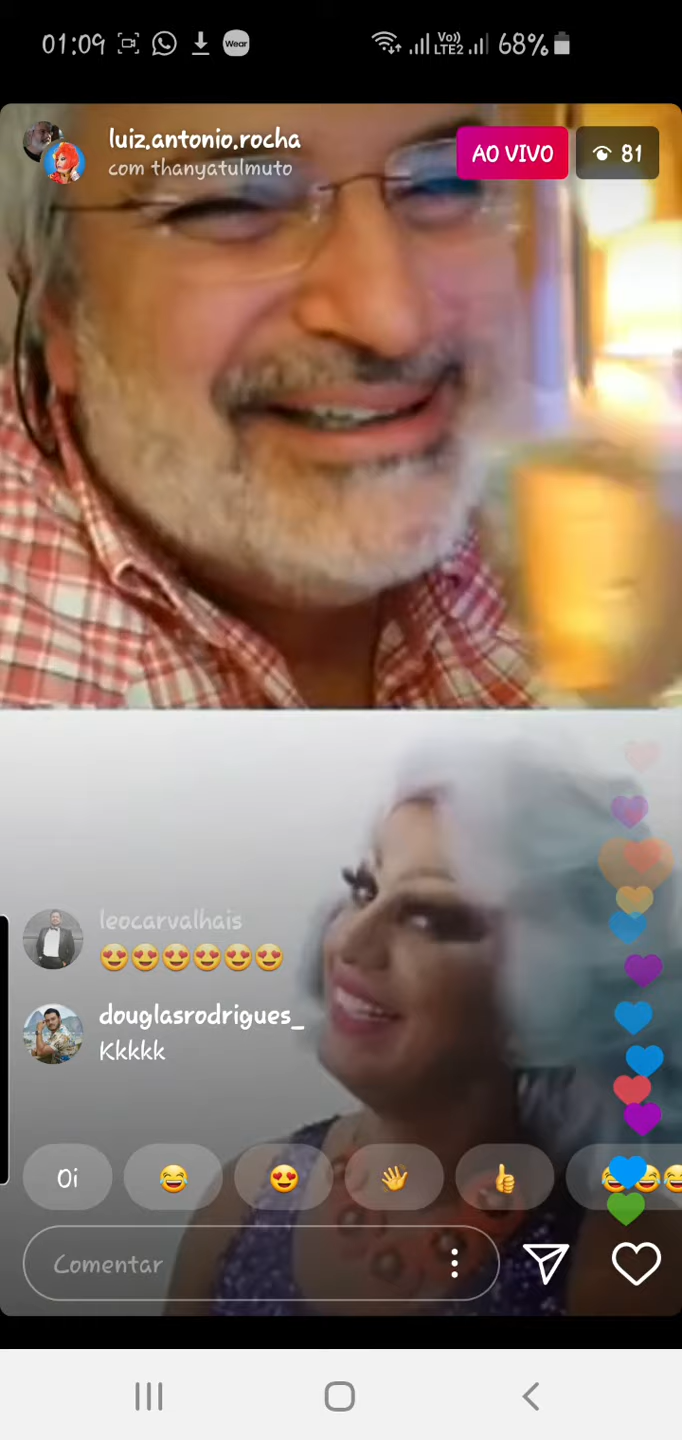 01:09
Wear
Vo))
LTE2
68%
luiz.antonio.rocha
com thanyatulmuto
AO VIVO
81
leocarvalhais
😍😍😍😍😍😍
douglasrodrigues_
Kkkkk
Oi
Comentar